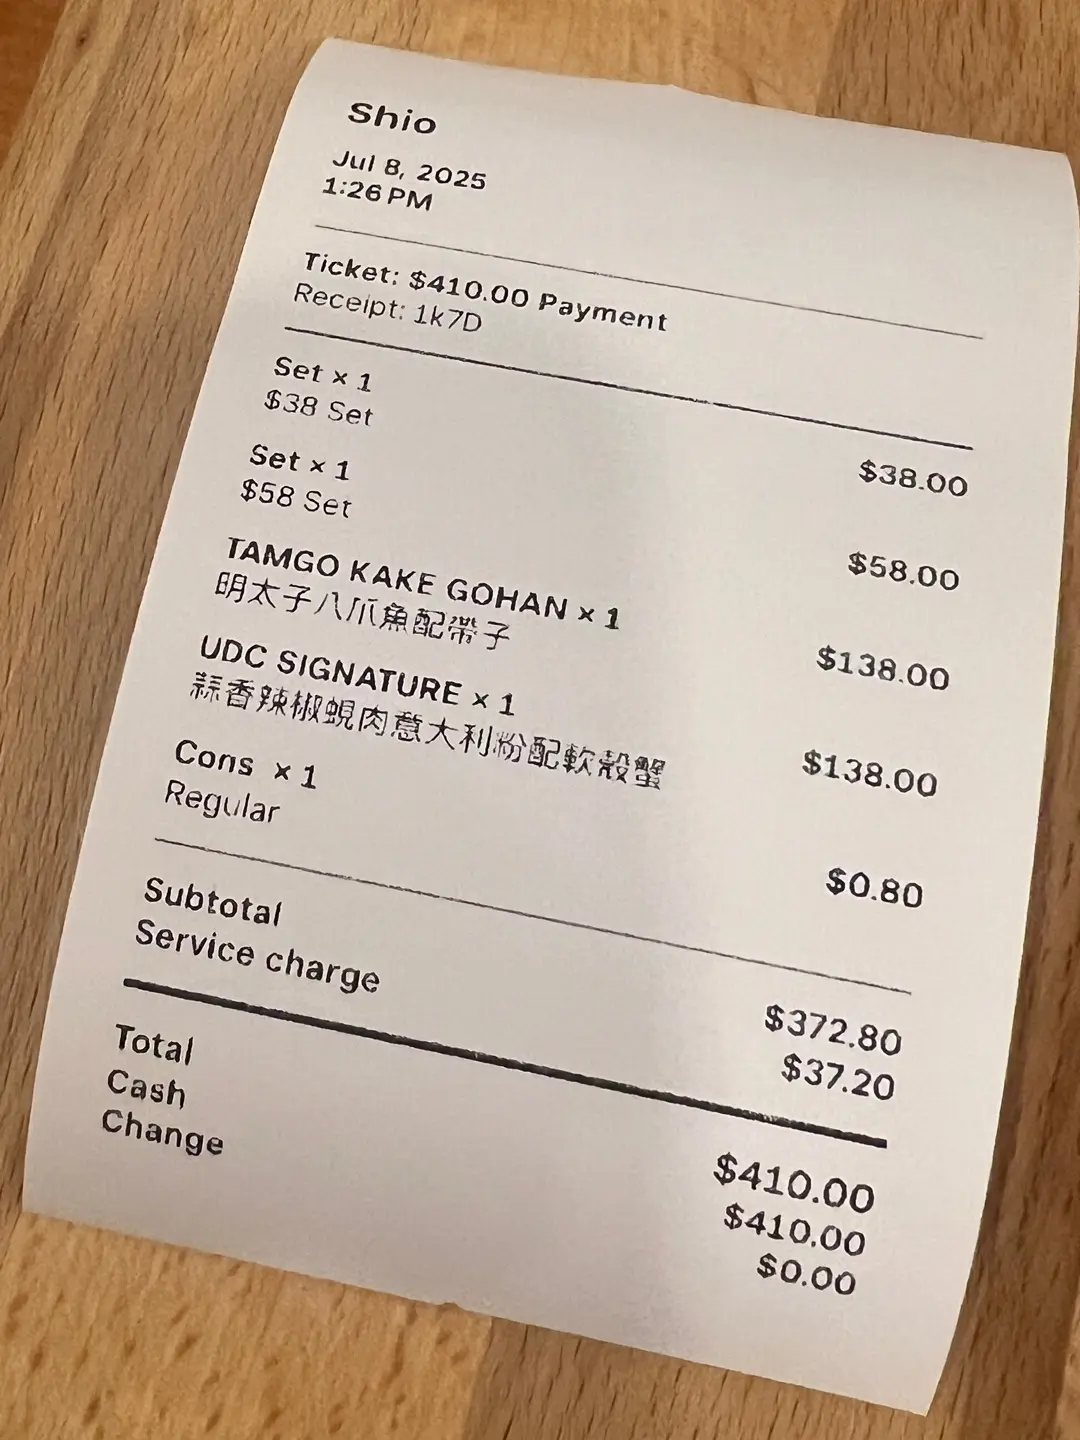 Shio
Jul 8, 2025
1:26 PM
Ticket: $410.00 Payment
Receipt: 1k7D
Set × 1
$38 Set
$38.00
Set × 1
$58 Set
$58.00
TAMGO KAKE GOHAN × 1
明太子八爪魚配帶子
$138.00
UDC SIGNATURE × 1
蒜香辣椒蜆肉意大利粉配軟殼蟹
$138.00
Cons × 1
Regular
$0.80
Subtotal
$372.80
Service charge
$37.20
Total
$410.00
Cash
$410.00
Change
$0.00